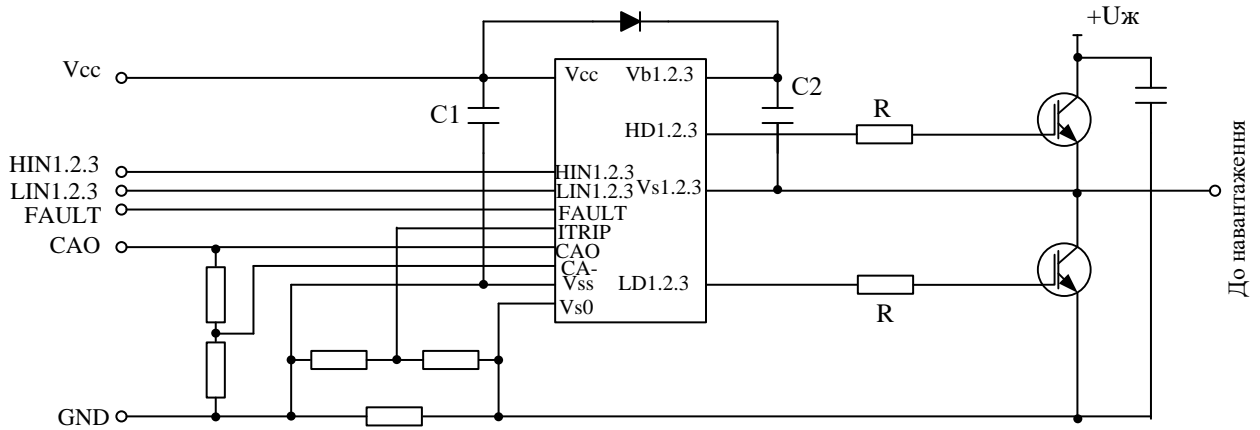 +Uж
Vcc
Vcc
Vb1.2.3
C1
C2
HD1.2.3
R
HIN1.2.3
HIN1.2.3
LIN1.2.3
LIN1.2.3
Vs1.2.3
FAULT
FAULT
ITRIP
CAO
CAO
CA-
Vss
LD1.2.3
R
Vs0
GND
До навантаження